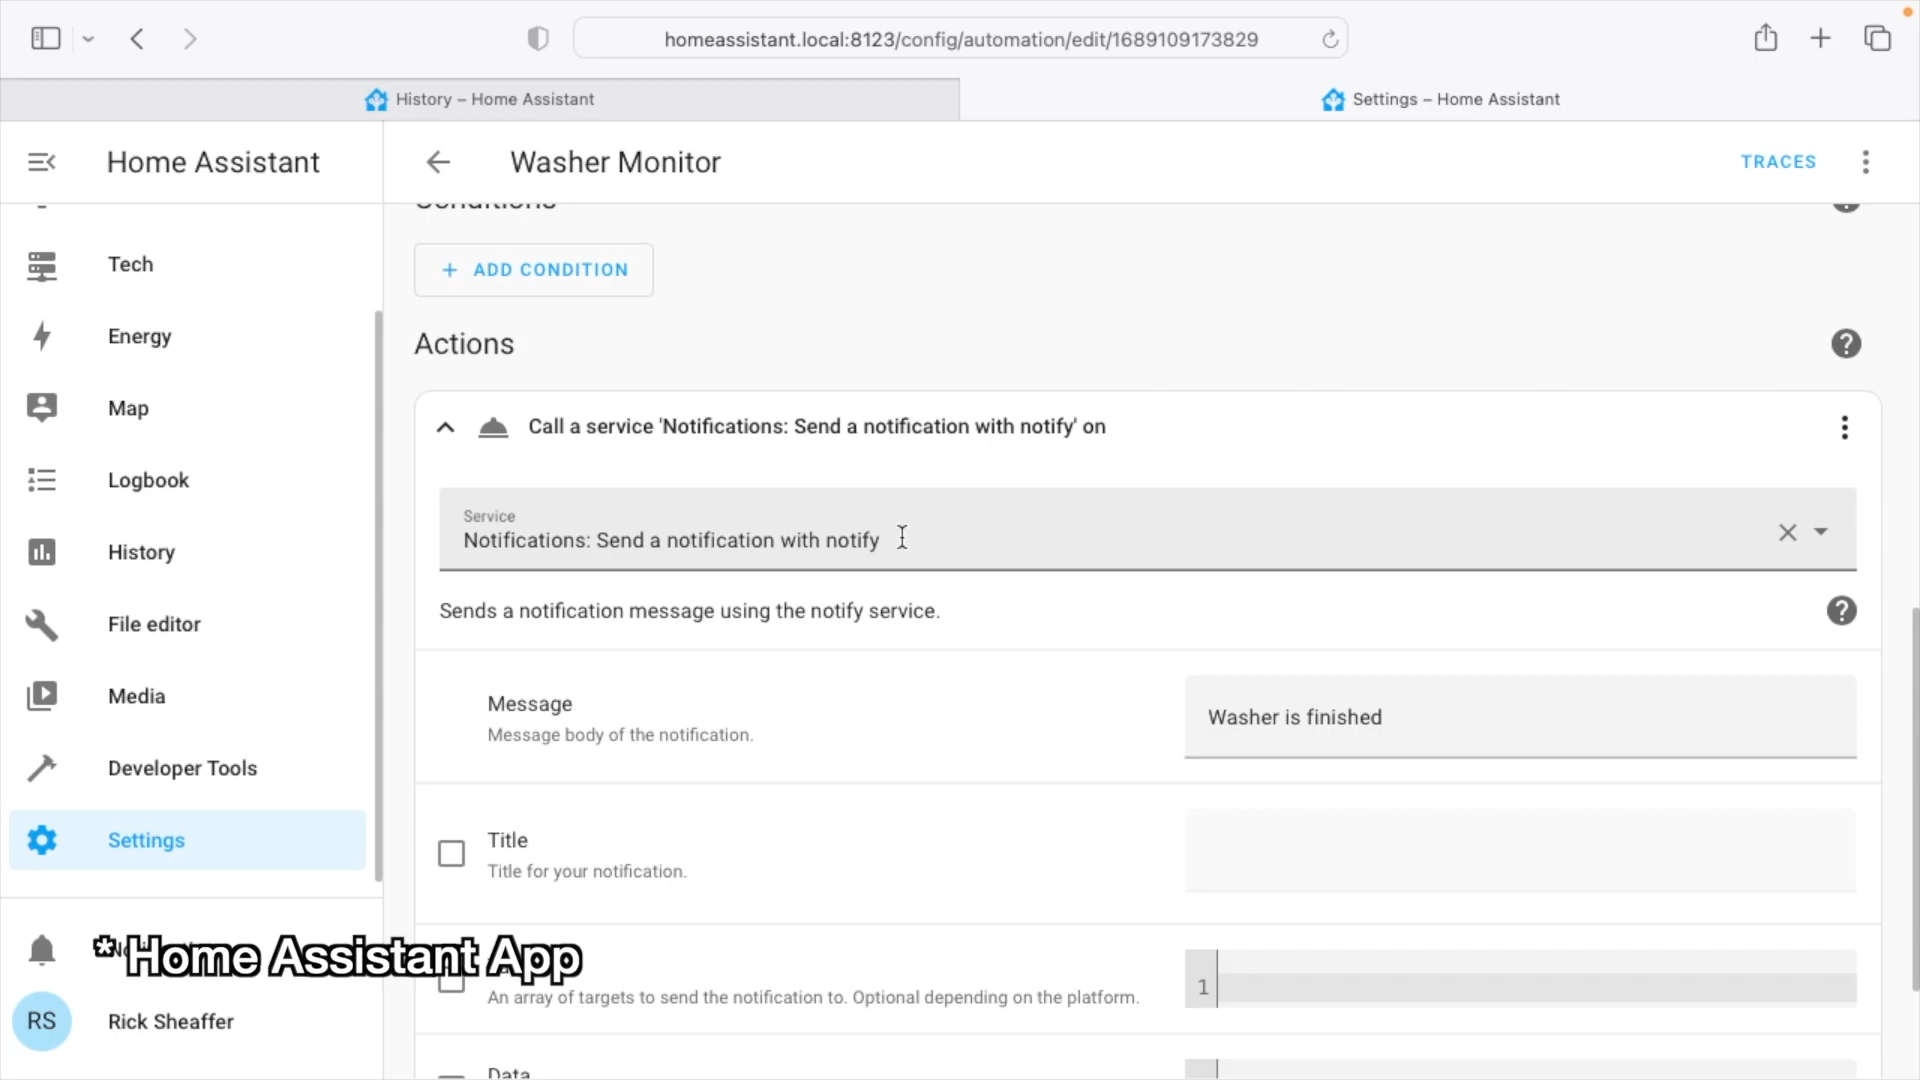 homeassistant.local:8123/config/automation/edit/1689109173829
History – Home Assistant
Settings – Home Assistant
Home Assistant
Washer Monitor
TRACES
Conditions
Tech
Energy
Map
Logbook
History
File editor
Media
Developer Tools
Settings
RS
Rick Sheaffer
+ ADD CONDITION
Actions
Call a service 'Notifications: Send a notification with notify' on
Service
Notifications: Send a notification with notify
Sends a notification message using the notify service.
Message
Message body of the notification.
Washer is finished
Title
Title for your notification.
An array of targets to send the notification to. Optional depending on the platform.
1
Data
*Home Assistant App